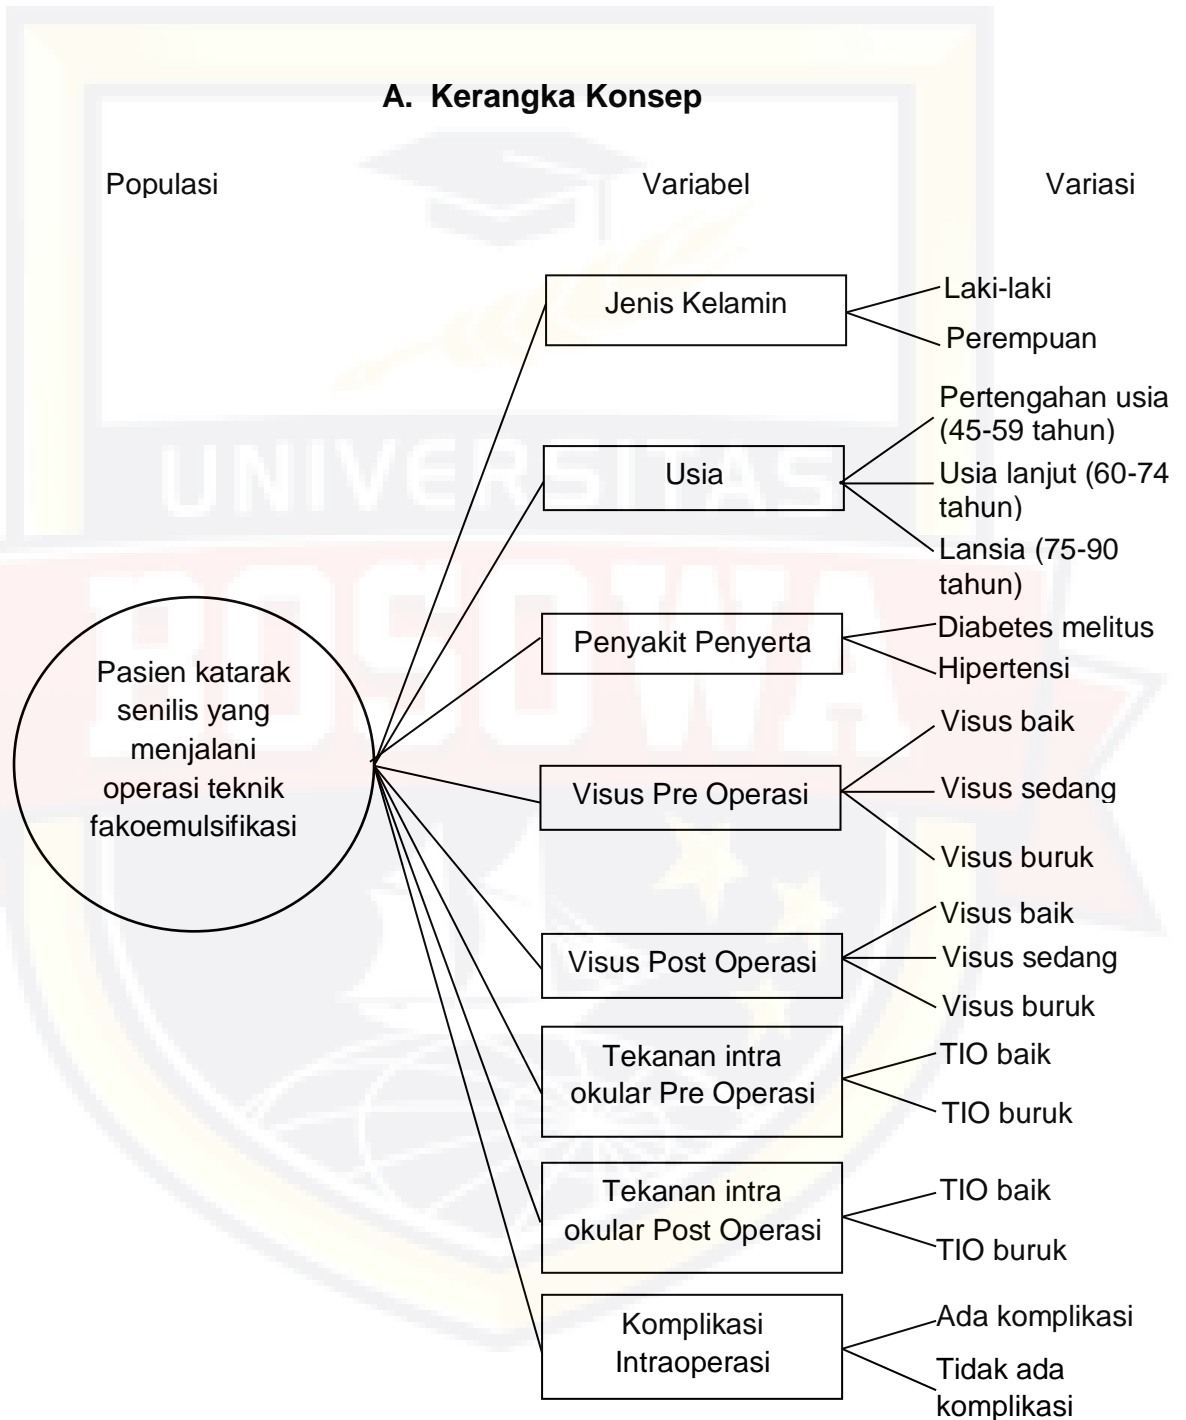 A. Kerangka Konsep
Populasi
Variabel
Variasi
Pasien katarak
senilis yang
menjalani
operasi teknik
fakoemulsifikasi
Jenis Kelamin
Laki-laki
Perempuan
Usia
Pertengahan usia
(45-59 tahun)
Usia lanjut (60-74
tahun)
Lansia (75-90
tahun)
Penyakit Penyerta
Diabetes melitus
Hipertensi
Visus Pre Operasi
Visus baik
Visus sedang
Visus buruk
Visus Post Operasi
Visus baik
Visus sedang
Visus buruk
Tekanan intra
okular Pre Operasi
TIO baik
TIO buruk
Tekanan intra
okular Post Operasi
TIO baik
TIO buruk
Komplikasi
Intraoperasi
Ada komplikasi
Tidak ada
komplikasi
UNIVERSITAS
BOSOWA